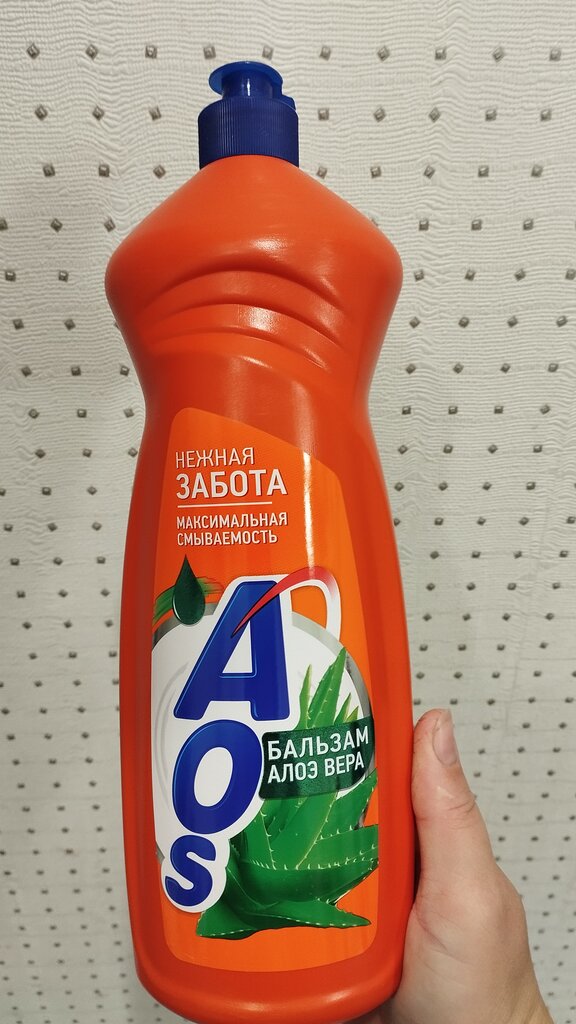 НЕЖНАЯ
ЗАБОТА
МАКСИМАЛЬНАЯ
СМЫВАЕМОСТЬ
AOS
БАЛЬЗАМ
АЛОЭ ВЕРА